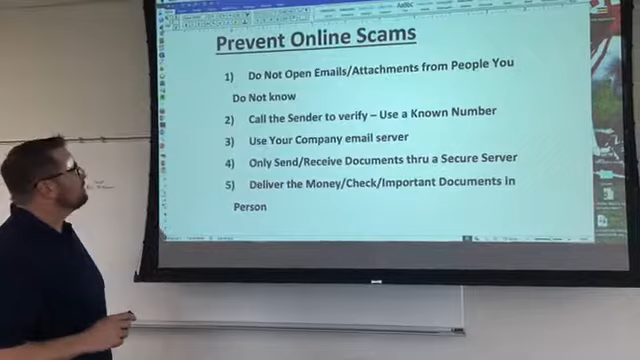 Prevent Online Scams
1) Do Not Open Emails/Attachments from People You
Do Not know
2) Call the Sender to verify – Use a Known Number
3) Use Your Company email server
4) Only Send/Receive Documents thru a Secure Server
5) Deliver the Money/Check/Important Documents in
Person